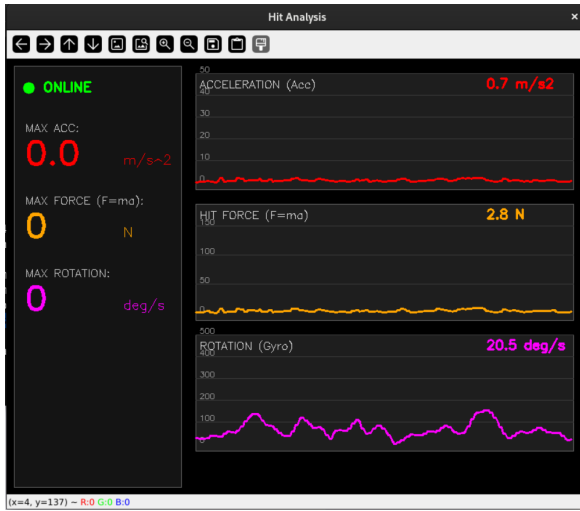 Hit Analysis
ONLINE
MAX ACC:
0.0 m/s^2
MAX FORCE (F=ma):
0 N
MAX ROTATION:
0 deg/s
50
ACCELERATION (Acc) 0.7 m/s2
40
30
20
10
0
HIT FORCE (F=ma) 2.8 N
150
100
50
0
500
ROTATION (Gyro) 20.5 deg/s
400
300
200
100
0
(x=4, y=137) ~ R:0 G:0 B:0